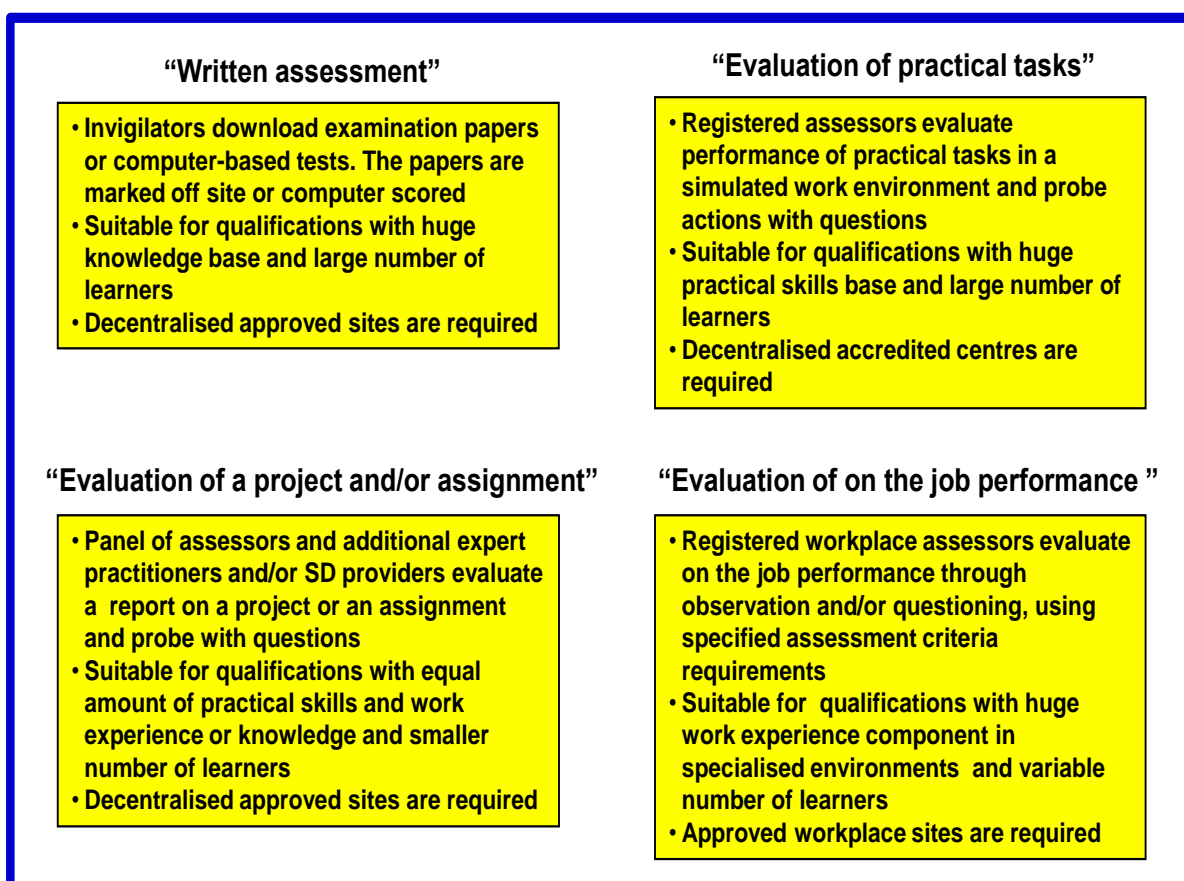 “Written assessment”
• Invigilators download examination papers
or computer-based tests. The papers are
marked off site or computer scored
• Suitable for qualifications with huge
knowledge base and large number of
learners
• Decentralised approved sites are required
“Evaluation of practical tasks”
• Registered assessors evaluate
performance of practical tasks in a
simulated work environment and probe
actions with questions
• Suitable for qualifications with huge
practical skills base and large number of
learners
• Decentralised accredited centres are
required
“Evaluation of a project and/or assignment”
• Panel of assessors and additional expert
practitioners and/or SD providers evaluate
a report on a project or an assignment
and probe with questions
• Suitable for qualifications with equal
amount of practical skills and work
experience or knowledge and smaller
number of learners
• Decentralised approved sites are required
“Evaluation of on the job performance ”
• Registered workplace assessors evaluate
on the job performance through
observation and/or questioning, using
specified assessment criteria
requirements
• Suitable for qualifications with huge
work experience component in
specialised environments and variable
number of learners
• Approved workplace sites are required